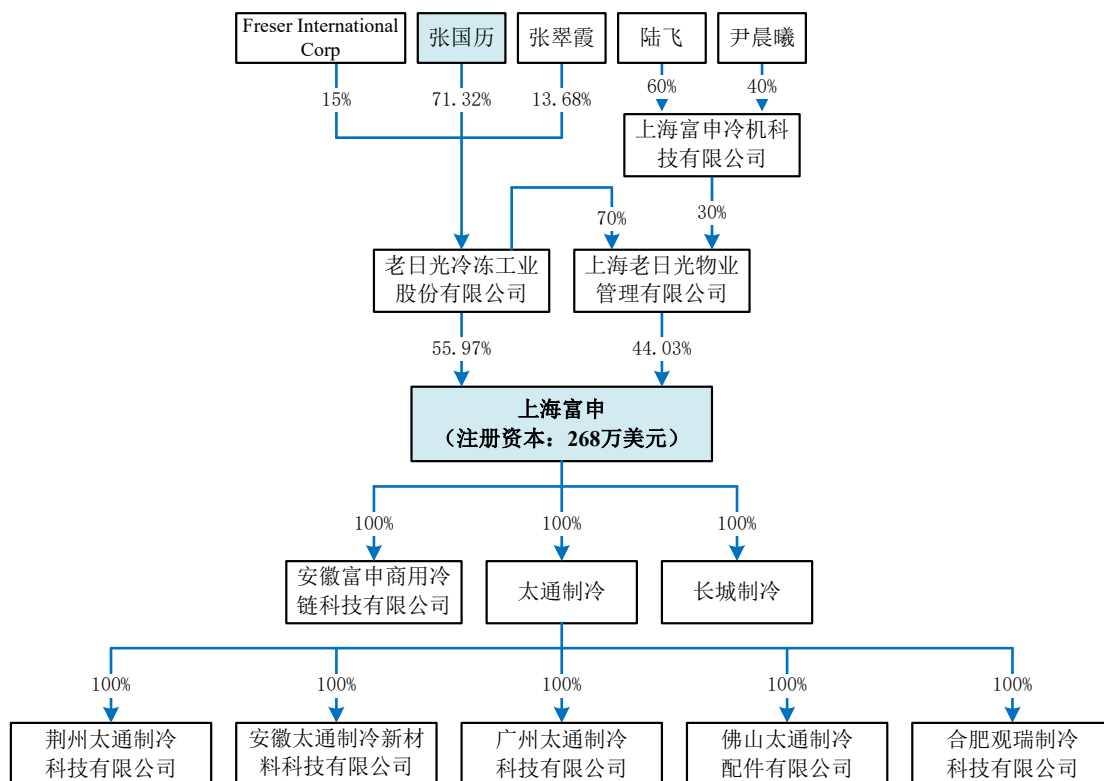 Freser International
Corp
张国历
张翠霞
陆飞
尹晨曦
15%
71.32%
13.68%
60%
40%
上海富申冷机科
技有限公司
70%
30%
老日光冷冻工业
股份有限公司
上海老日光物业
管理有限公司
55.97%
44.03%
上海富申
（注册资本：268万美元）
100%
100%
100%
安徽富申商用冷
链科技有限公司
太通制冷
长城制冷
100%
100%
100%
100%
100%
荆州太通制冷
科技有限公司
安徽太通制冷新材
料科技有限公司
广州太通制冷
科技有限公司
佛山太通制冷
配件有限公司
合肥观瑞制冷
科技有限公司